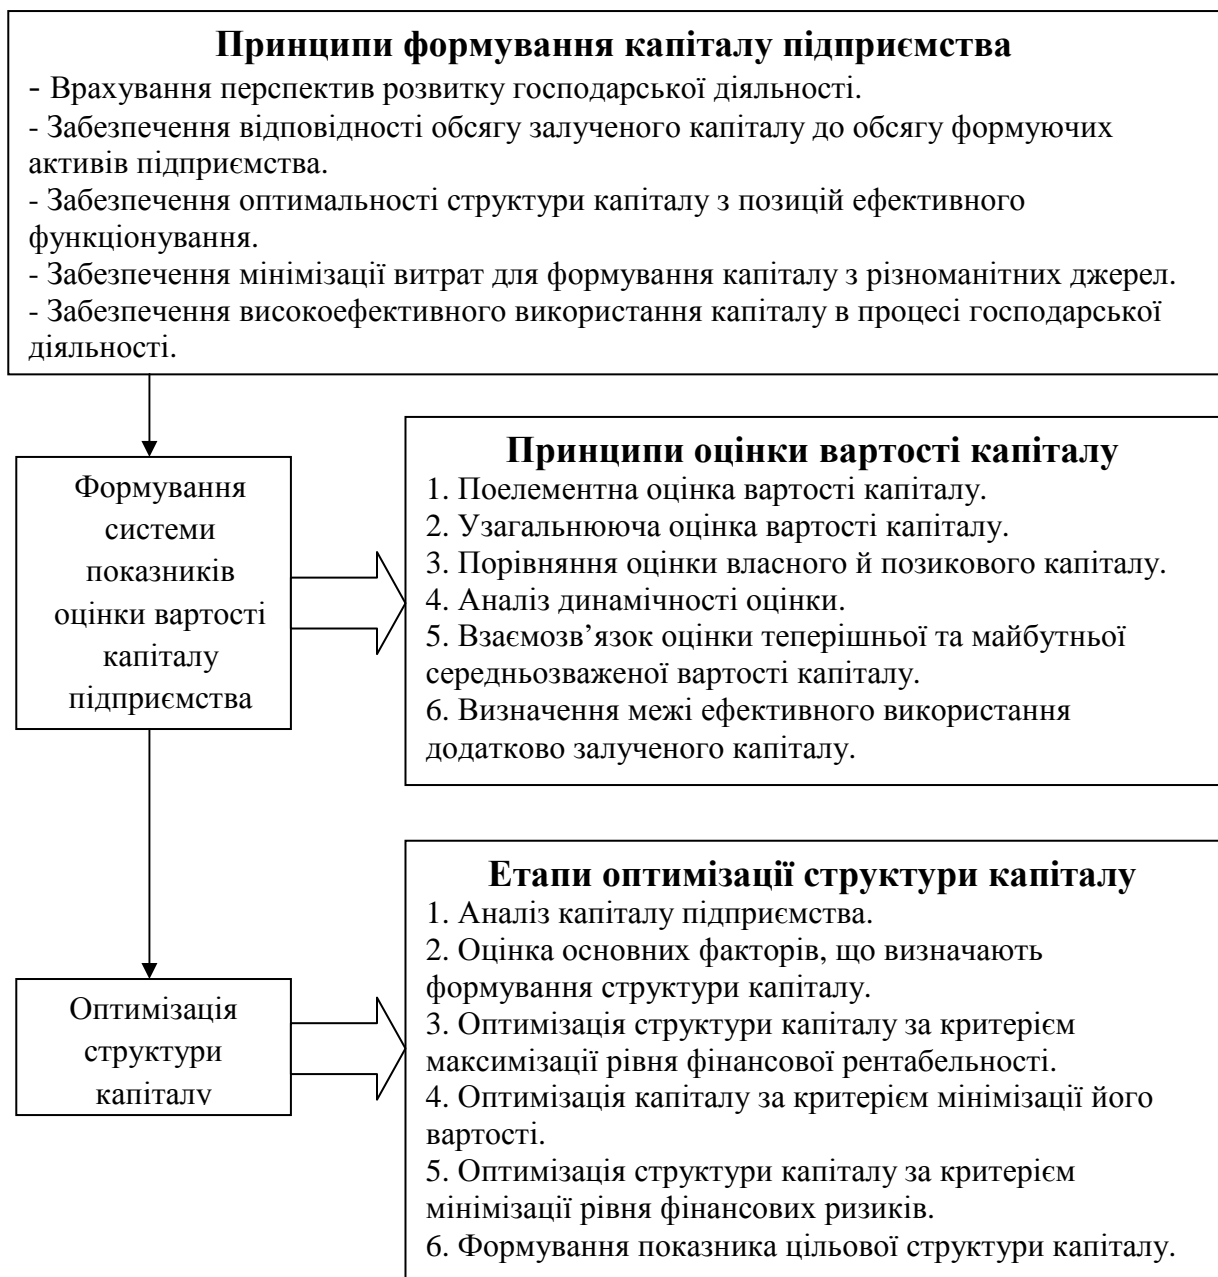 Принципи формування капіталу підприємства
- Врахування перспектив розвитку господарської діяльності.
- Забезпечення відповідності обсягу залученого капіталу до обсягу формуючих
активів підприємства.
- Забезпечення оптимальності структури капіталу з позицій ефективного
функціонування.
- Забезпечення мінімізації витрат для формування капіталу з різноманітних джерел.
- Забезпечення високоефективного використання капіталу в процесі господарської
діяльності.
Формування
системи
показників
оцінки вартості
капіталу
підприємства
Принципи оцінки вартості капіталу
1. Поелементна оцінка вартості капіталу.
2. Узагальнююча оцінка вартості капіталу.
3. Порівняння оцінки власного й позикового капіталу.
4. Аналіз динамічності оцінки.
5. Взаємозв’язок оцінки теперішньої та майбутньої
середньозваженої вартості капіталу.
6. Визначення межі ефективного використання
додатково залученого капіталу.
Оптимізація
структури
капіталу
Етапи оптимізації структури капіталу
1. Аналіз капіталу підприємства.
2. Оцінка основних факторів, що визначають
формування структури капіталу.
3. Оптимізація структури капіталу за критерієм
максимізації рівня фінансової рентабельності.
4. Оптимізація капіталу за критерієм мінімізації його
вартості.
5. Оптимізація структури капіталу за критерієм
мінімізації рівня фінансових ризиків.
6. Формування показника цільової структури капіталу.